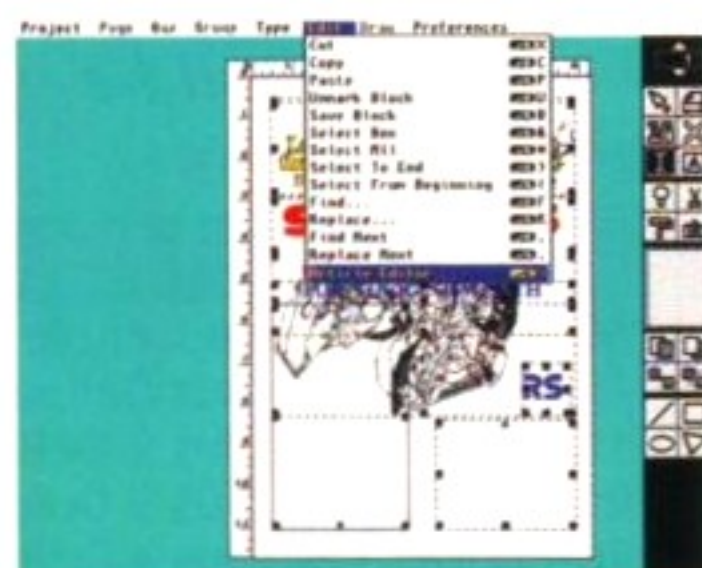 Project Page Box Group Type Edit Draw Preferences
Cut X
Copy C
Paste P
Unmark Block U
Save Block
Select Box
Select All
Select To End
Select From Beginning
Find... F
Replace... R
Find Next
Replace Next
Article Editor
S
RS